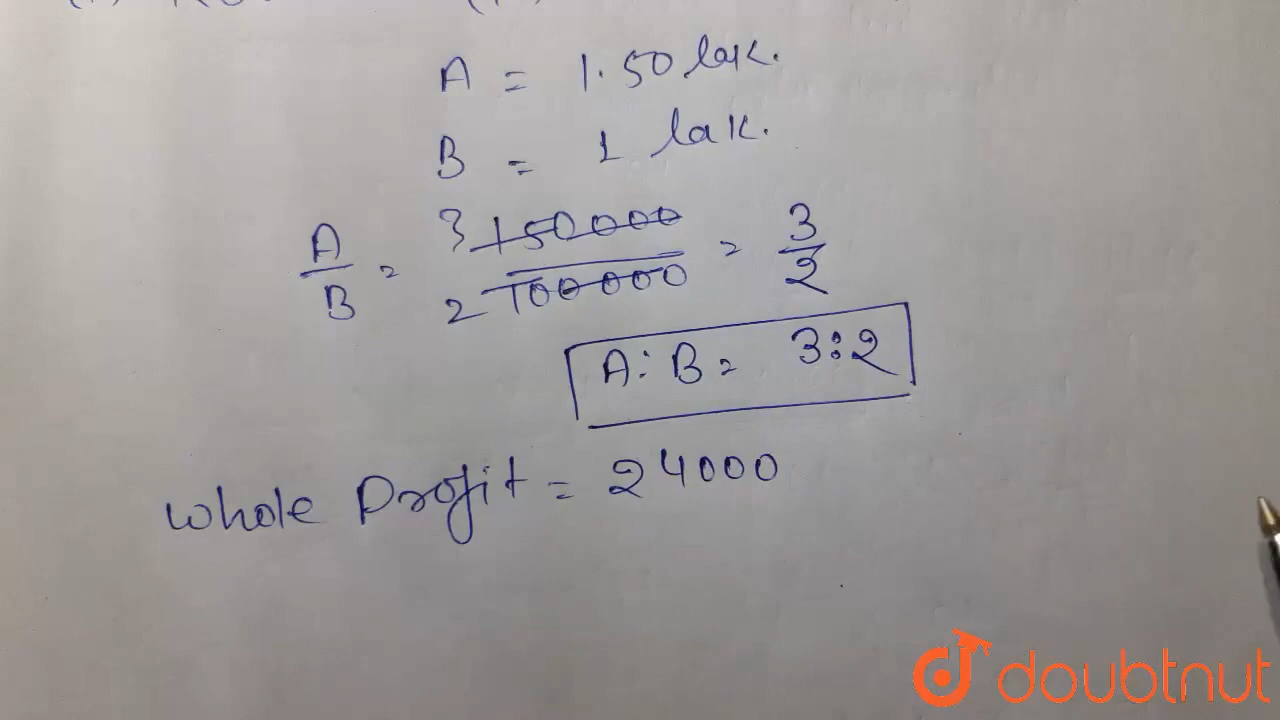 A = 1.50 lak.
B = 1 lak.
A/B = 3 150000 / 2 100000 = 3/2
A : B = 3:2
Whole Profit = 24000
doubtnut